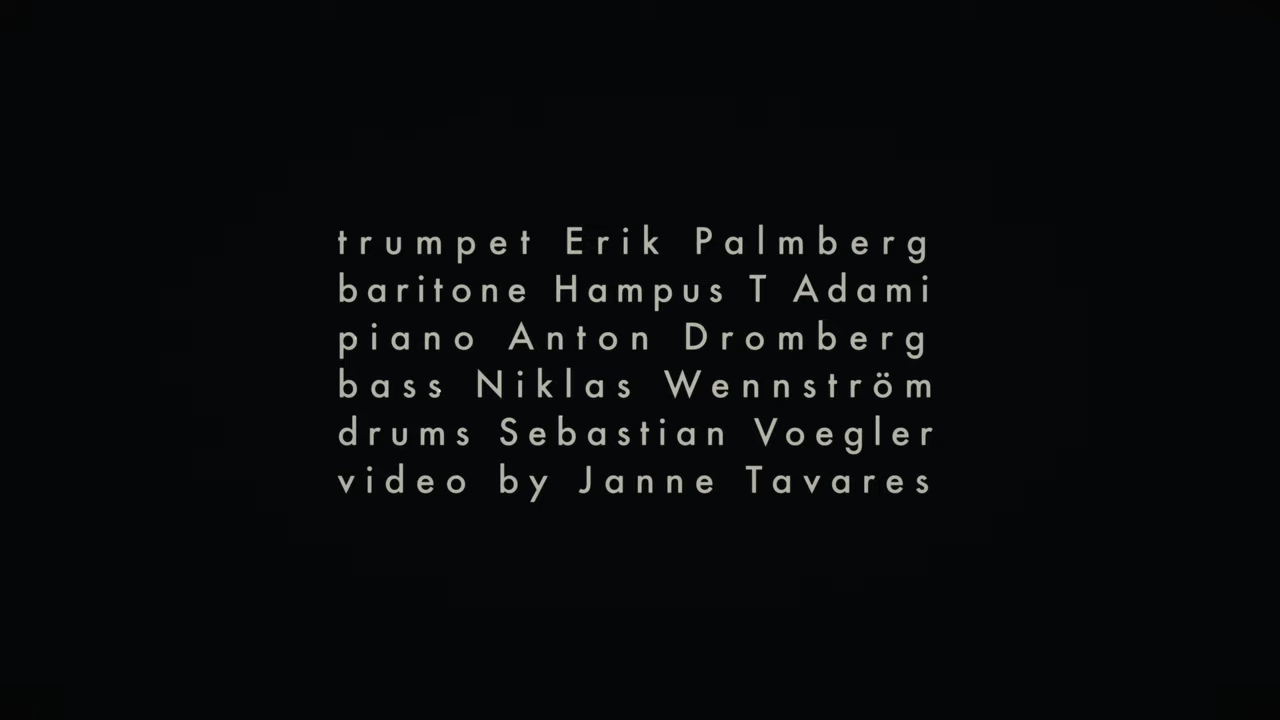 trumpet Erik Palmberg
baritone Hampus T Adami
piano Anton Dromberg
bass Niklas Wennström
drums Sebastian Voegler
video by Janne Tavares